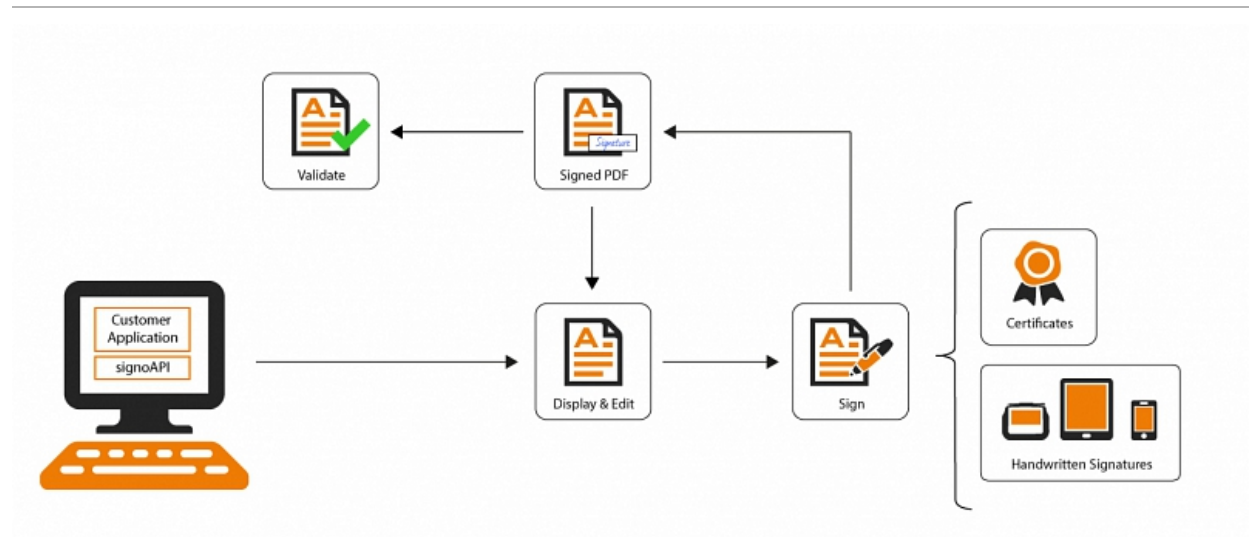 A
Validate
A
Signature
Signed PDF
Customer
Application
signoAPI
A
Display & Edit
A
Sign
Certificates
Handwritten Signatures